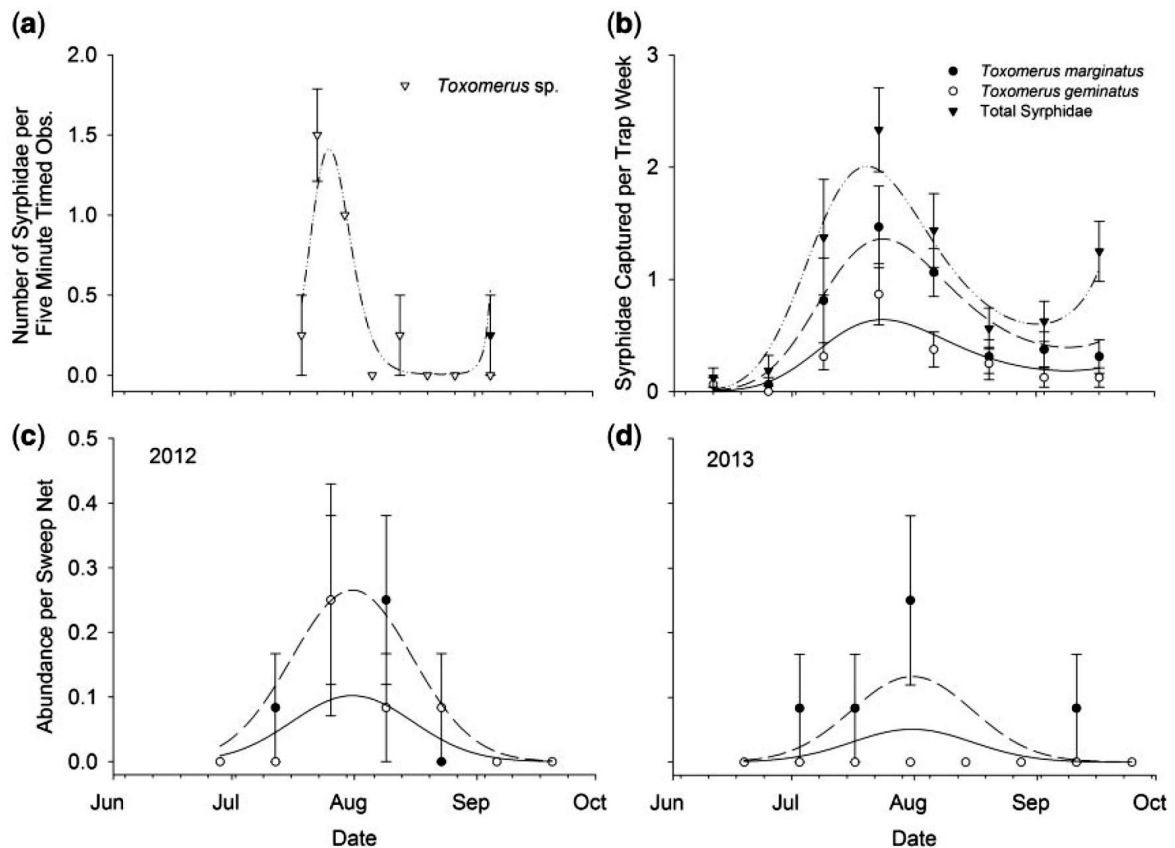 (a)
2.0
1.5
1.0
0.5
0.0
Number of Syrphidae per
Five Minute Timed Obs.
Toxomerus sp.
(b)
3
2
1
0
Syrphidae Captured per Trap Week
Toxomerus marginatus
Toxomerus geminatus
Total Syrphidae
(c)
0.5
0.4
0.3
0.2
0.1
0.0
Abundance per Sweep Net
2012
Jun
Jul
Aug
Sep
Oct
Date
(d)
2013
Jun
Jul
Aug
Sep
Oct
Date